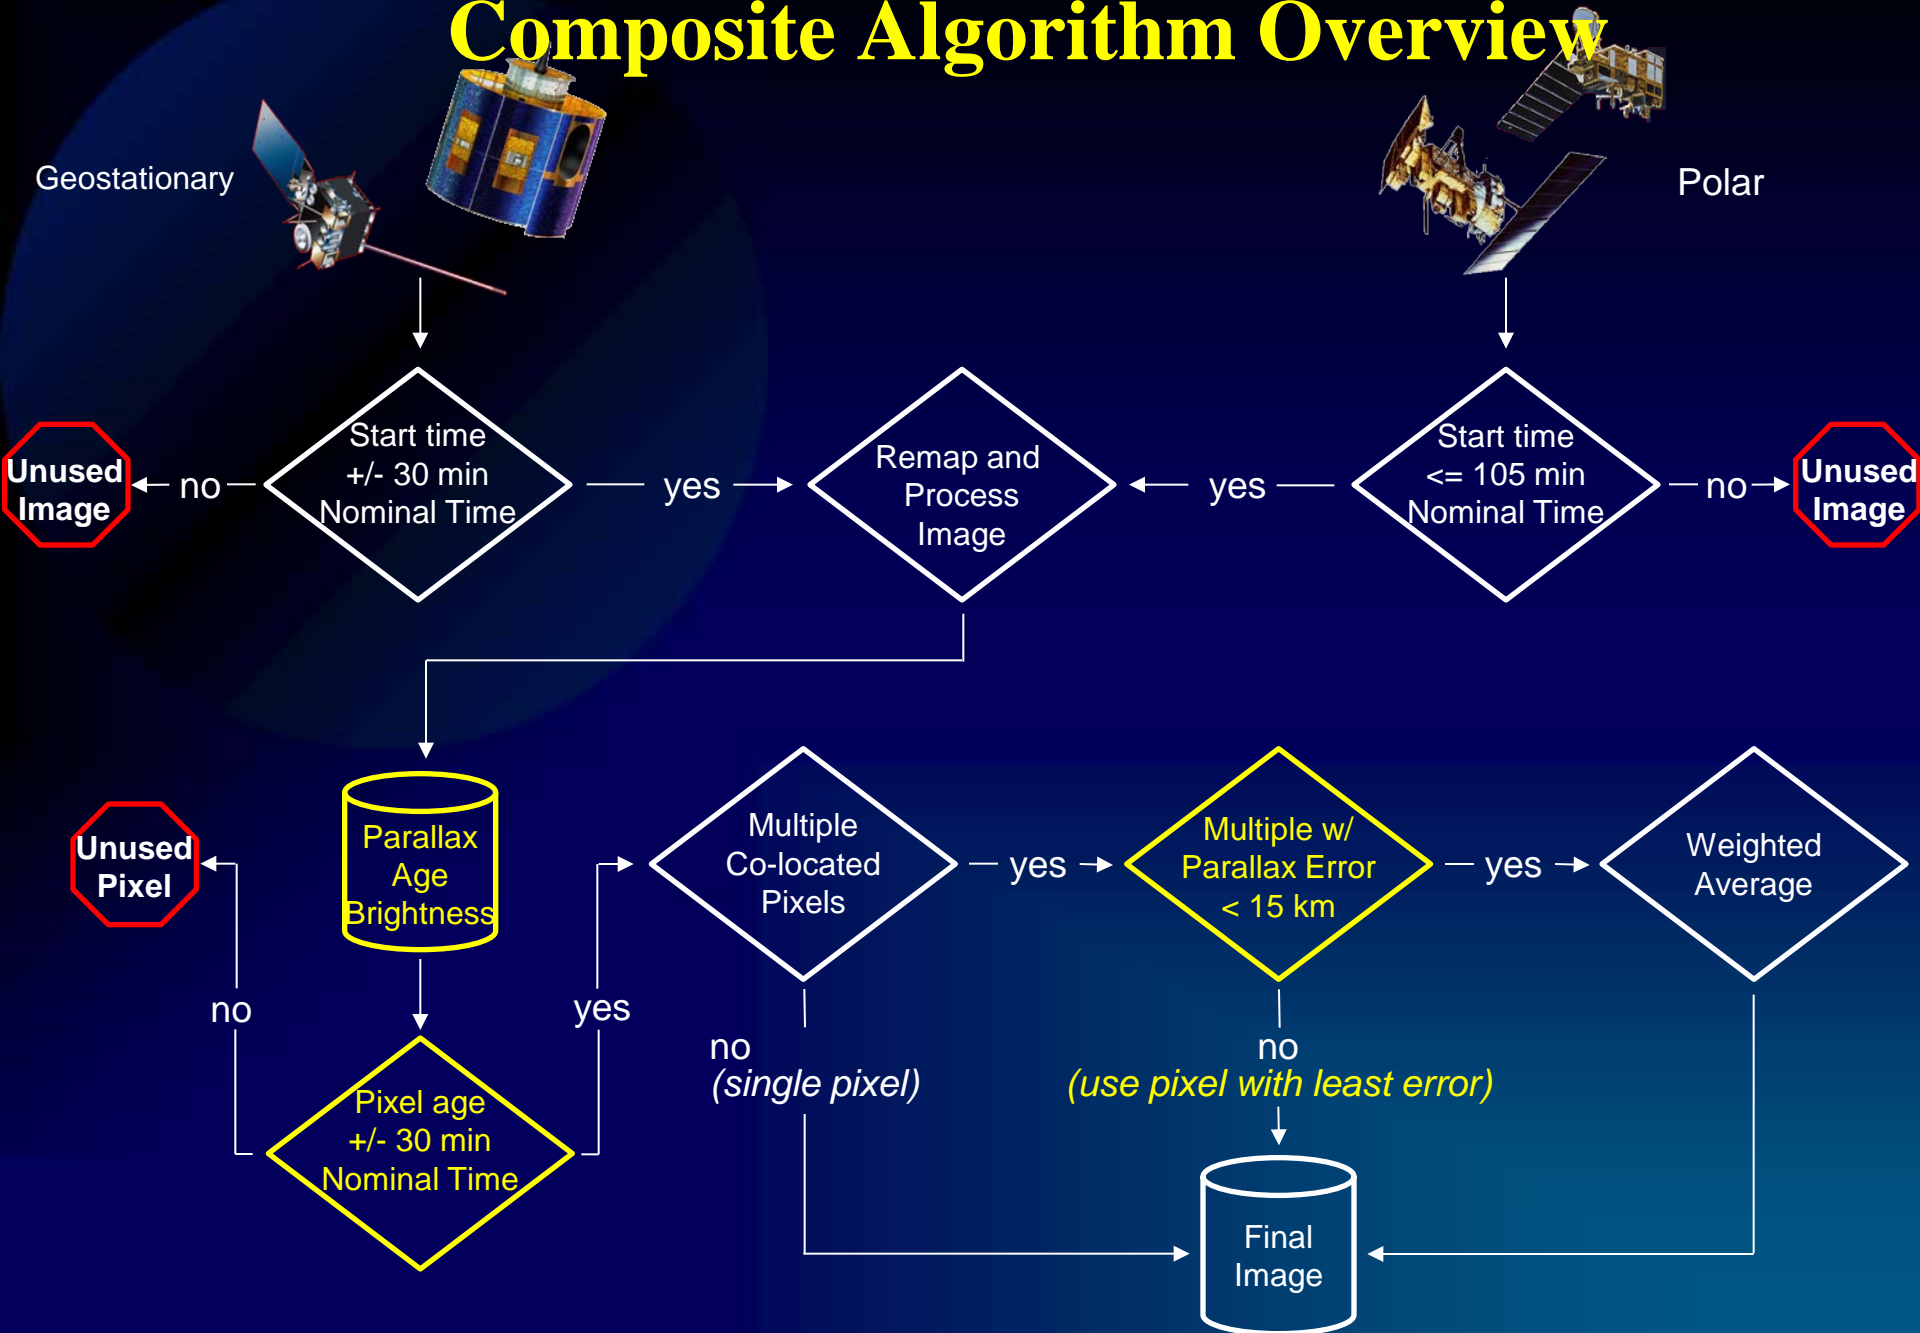 Composite Algorithm Overview
Geostationary
Polar
Start time
+/- 30 min
Nominal Time
Unused
Image
no
yes
Remap and
Process
Image
yes
Start time
<= 105 min
Nominal Time
no
Unused
Image
Unused
Pixel
Parallax
Age
Brightness
no
yes
Pixel age
+/- 30 min
Nominal Time
Multiple
Co-located
Pixels
yes
Multiple w/
Parallax Error
< 15 km
yes
Weighted
Average
no
(single pixel)
no
(use pixel with least error)
Final
Image